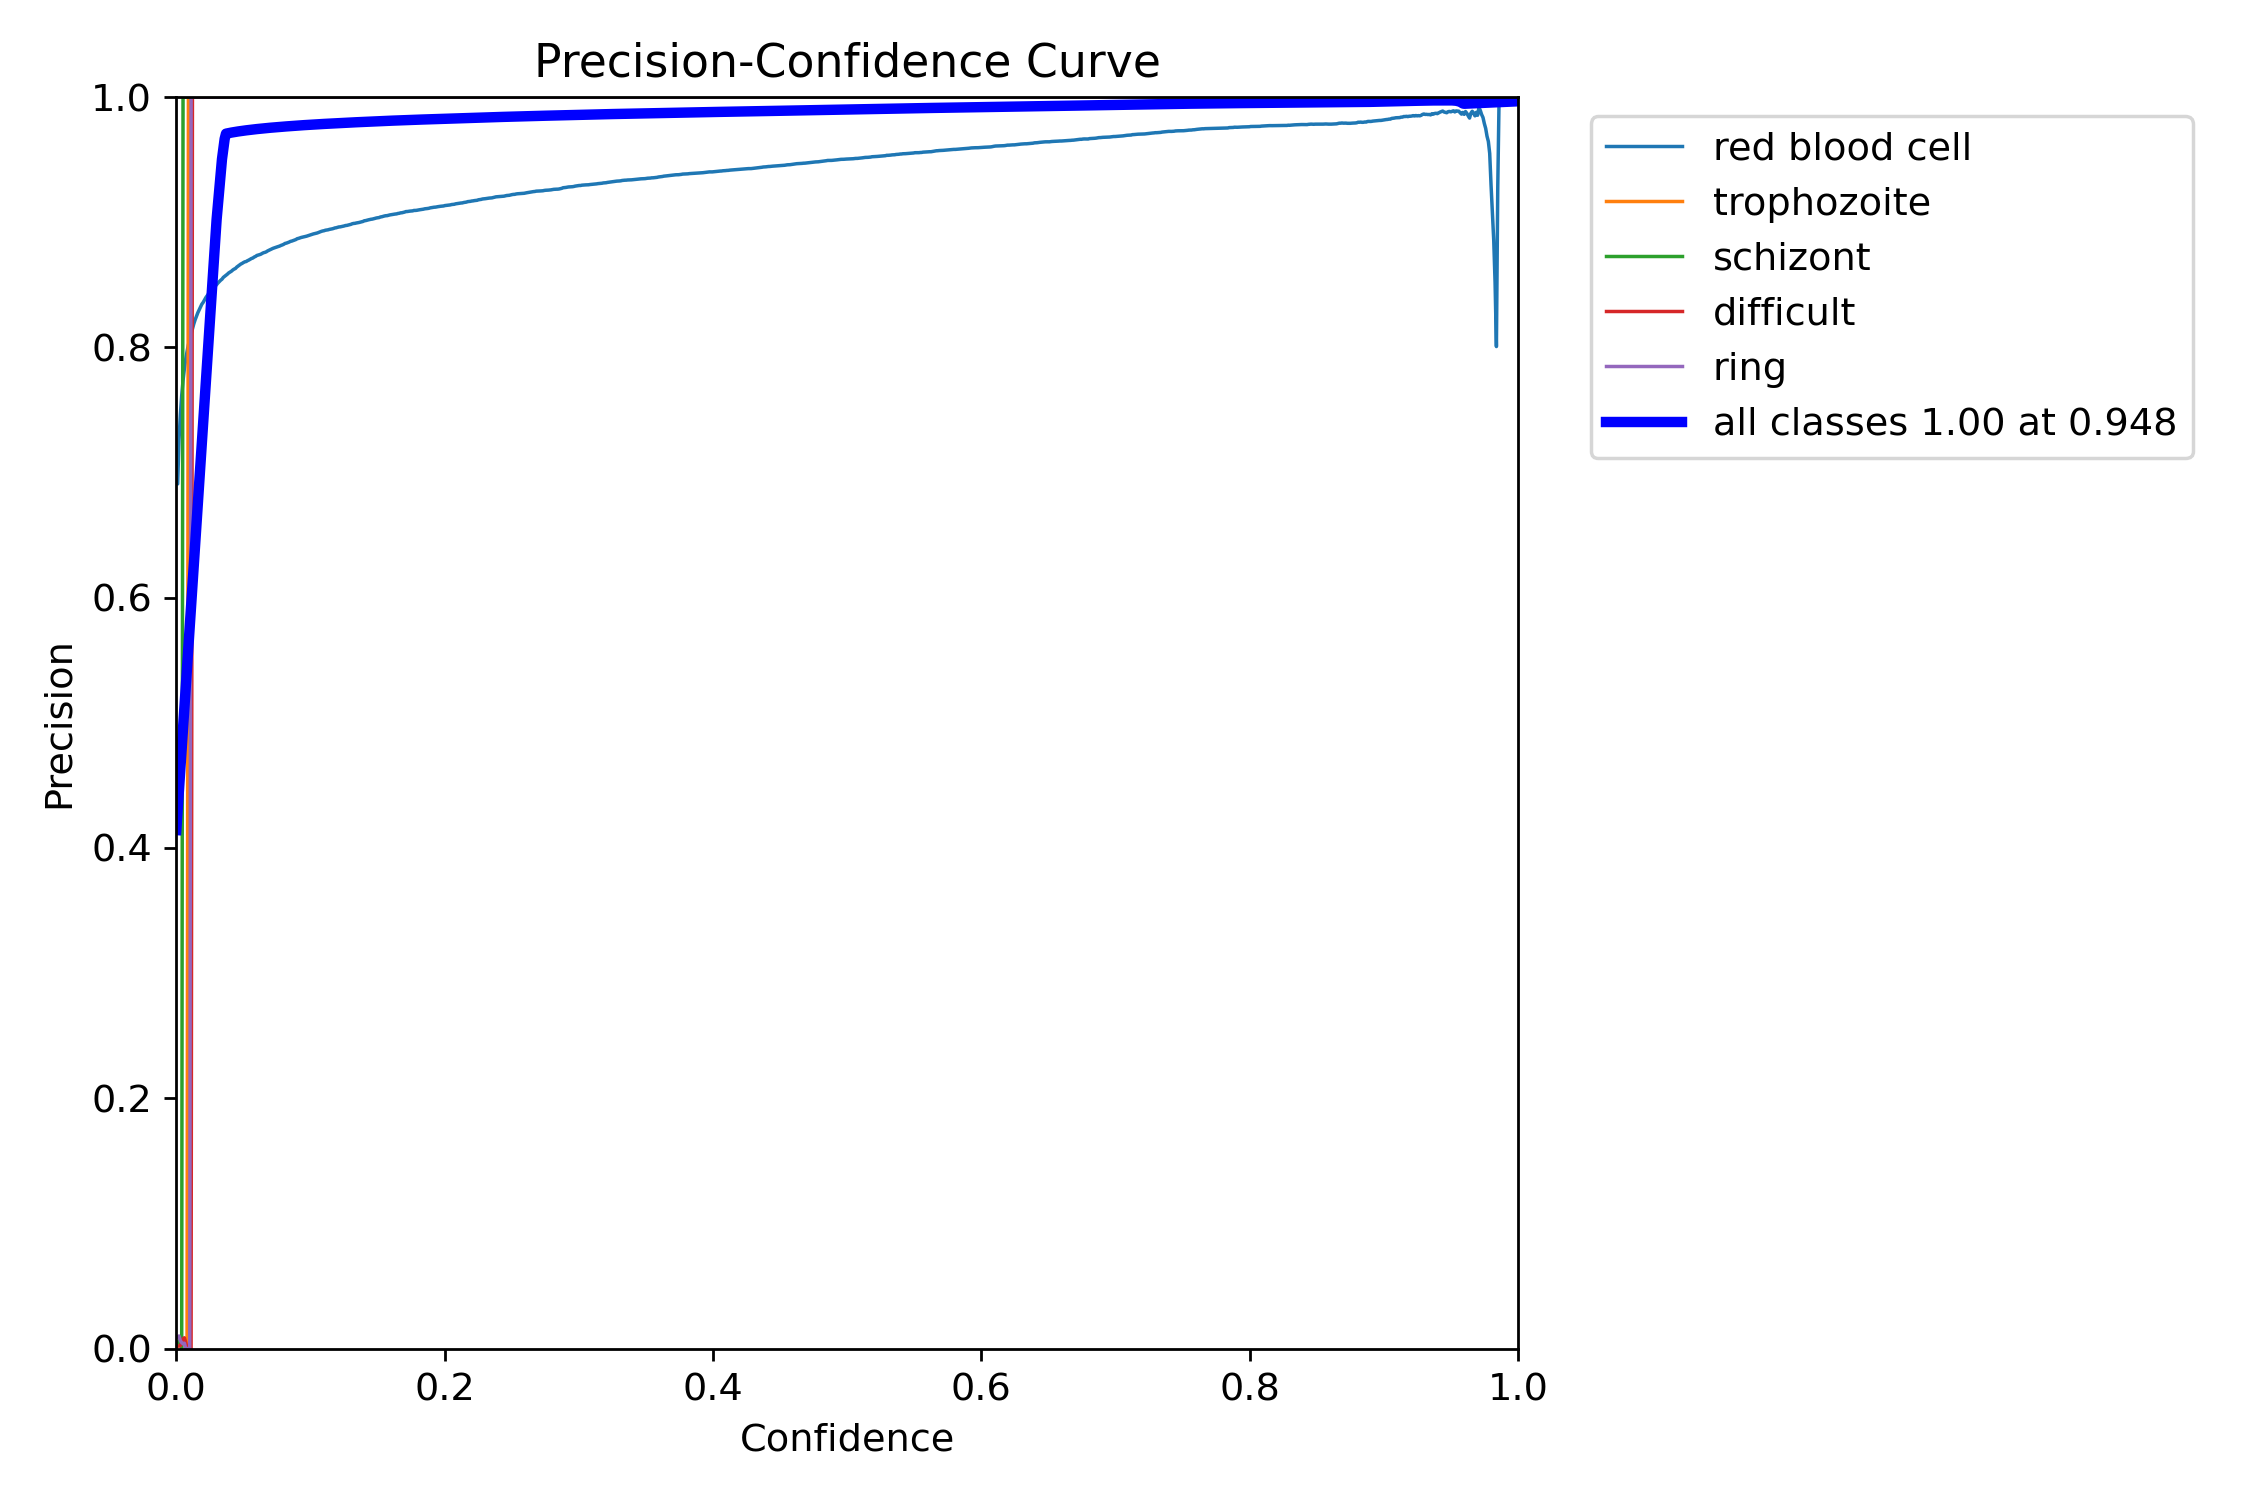 Precision-Confidence Curve
1.0
0.8
0.6
0.4
0.2
0.0
Precision
0.0 0.2 0.4 0.6 0.8 1.0
Confidence
red blood cell
trophozoite
schizont
difficult
ring
all classes 1.00 at 0.948